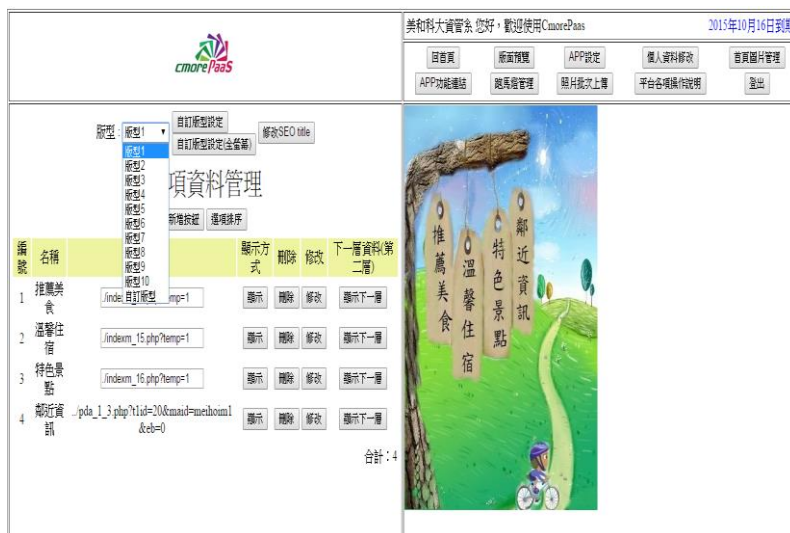 cmorePaaS
美和科大資管系 您好，歡迎使用CmorePaas
2015年10月16日到期
回首頁 版面預覽 APP設定 個人資料修改 首頁圖片管理
APP功能連結 跑馬燈管理 照片批次上傳 平台各項操作說明 登出
版型：版型1 自訂版型設定 自訂版型設定(全螢幕) 修改SEO title
版型1
版型2
版型3
版型4
版型5
版型6
版型7
版型8
版型9
版型10
自訂版型
項資料管理
新增按鈕 選項排序
編號 名稱 顯示方式 刪除 修改 下一層資料(第二層)
1 推薦美食 ./index temp=1 顯示 刪除 修改 顯示下一層
2 溫馨住宿 ./indexm_15.php?temp=1 顯示 刪除 修改 顯示下一層
3 特色景點 ./indexm_16.php?temp=1 顯示 刪除 修改 顯示下一層
4 鄰近資訊 ../pda_1_3.php?t1id=20&maid=meihoim1&eb=0 顯示 刪除 修改 顯示下一層
合計：4
推薦美食
溫馨住宿
特色景點
鄰近資訊